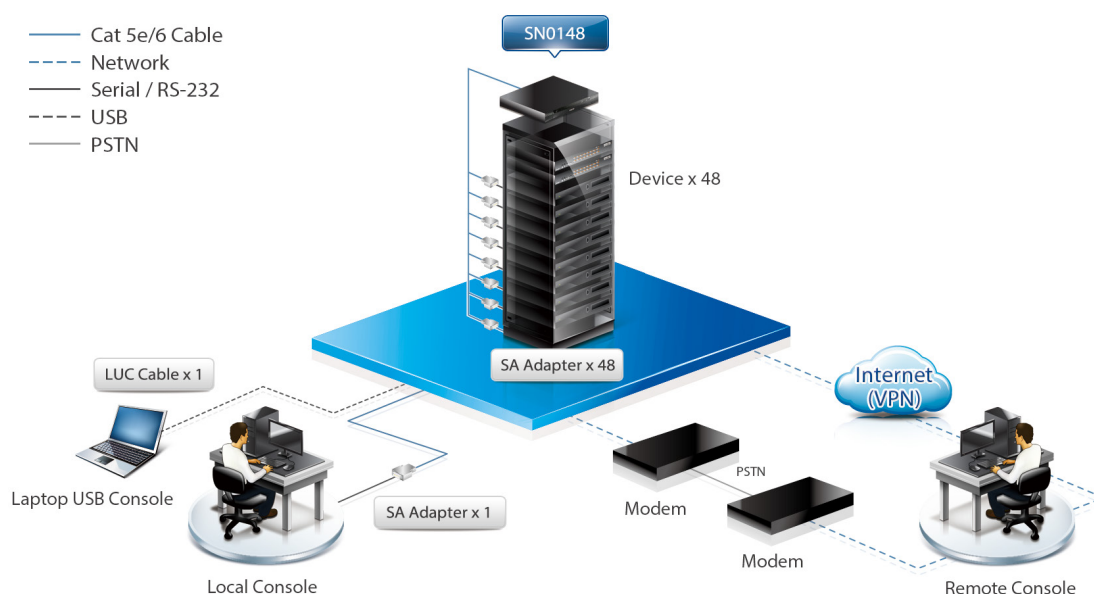 SN0148
Cat 5e/6 Cable
Network
Serial / RS-232
USB
PSTN
Device x 48
SA Adapter x 48
LUC Cable x 1
Internet
(VPN)
PSTN
Laptop USB Console
SA Adapter x 1
Modem
Modem
Local Console
Remote Console